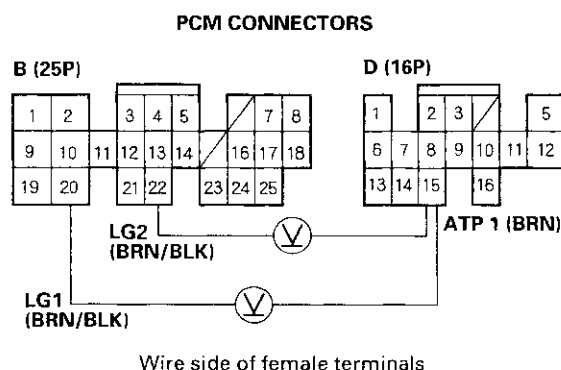 PCM CONNECTORS
B (25P)
D (16P)
1 2 3 4 5 7 8
9 10 11 12 13 14 16 17 18
19 20 21 22 23 24 25
1 2 3 5
6 7 8 9 10 11 12
13 14 15 16
LG2
(BRN/BLK)
V
ATP 1 (BRN)
LG1
(BRN/BLK)
V
Wire side of female terminals